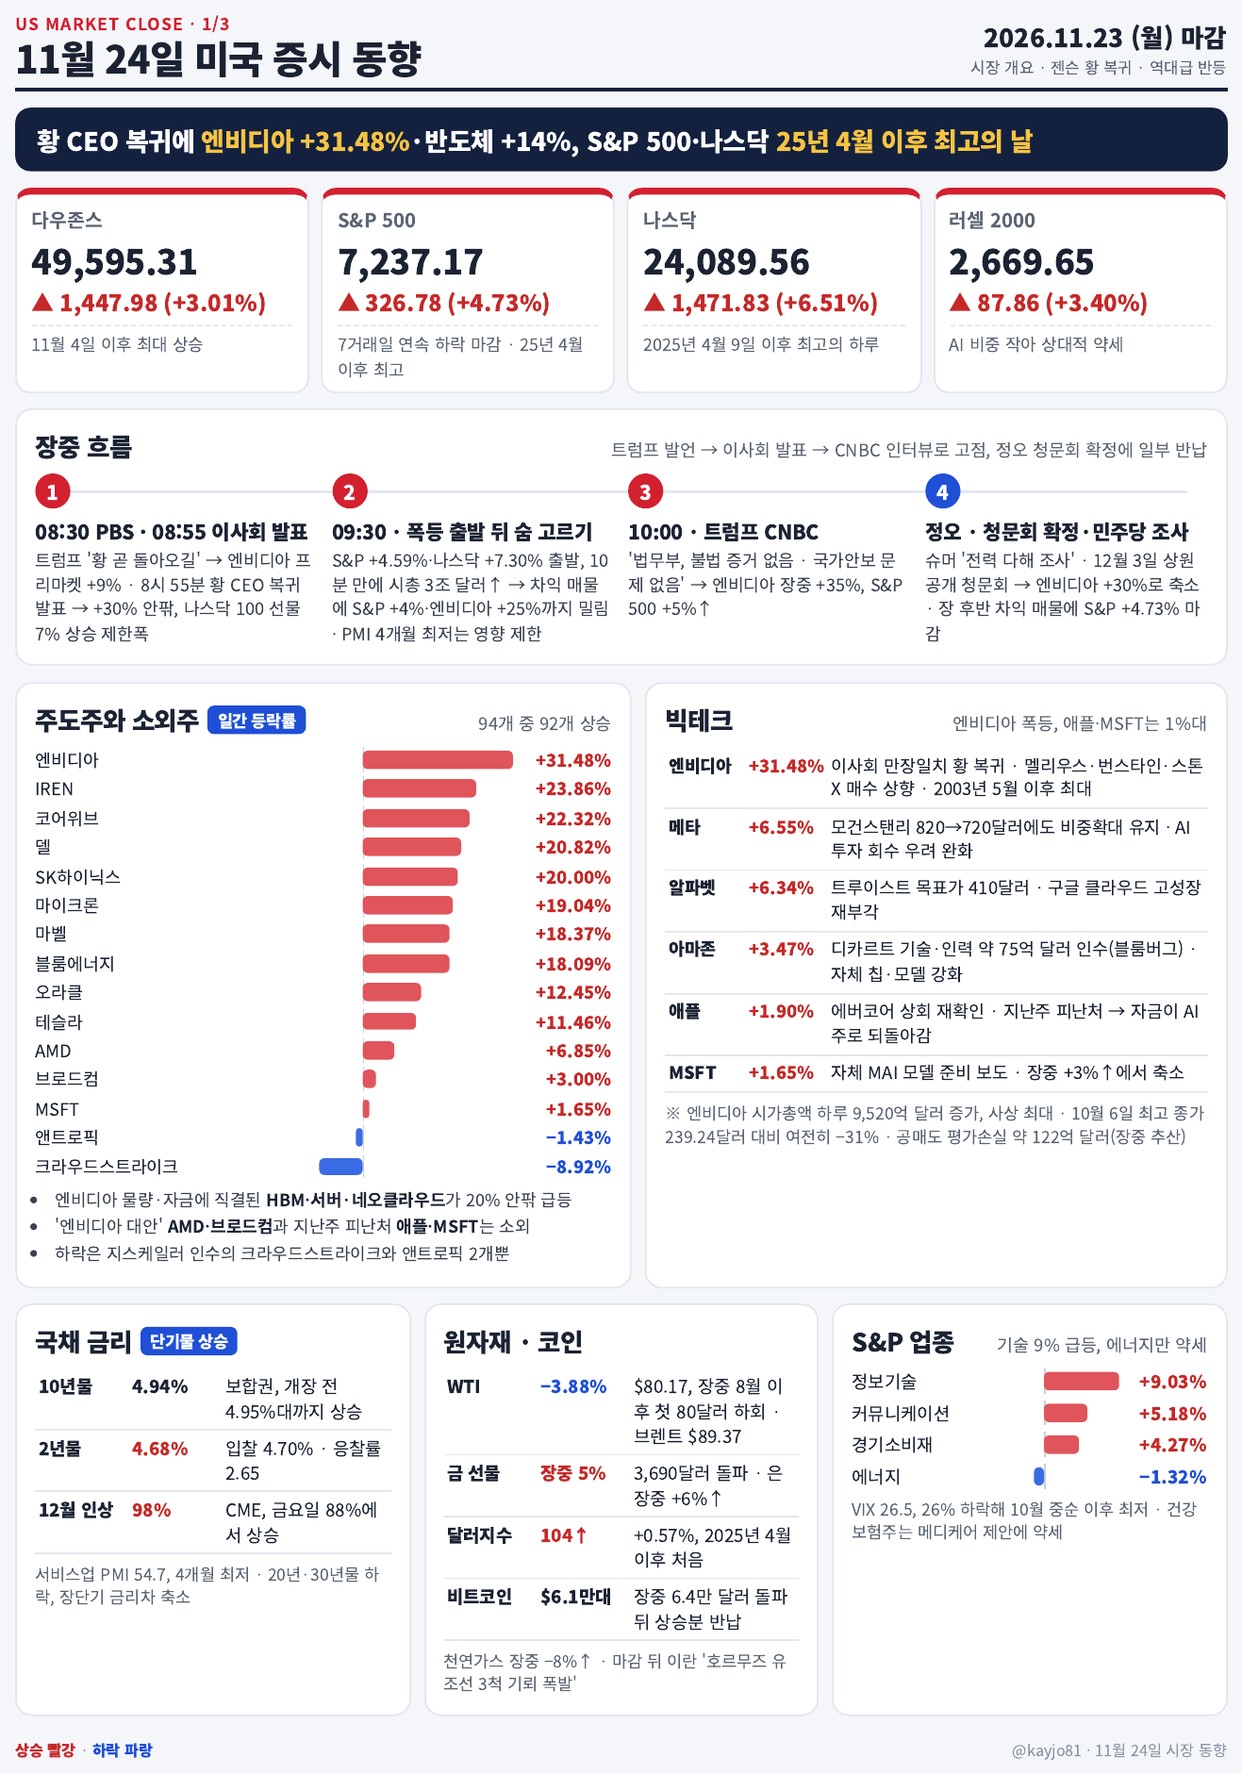 US MARKET CLOSE · 1/3
11월 24일 미국 증시 동향
2026.11.23 (월) 마감
시장 개요 · 젠슨 황 복귀 · 역대급 반등
황 CEO 복귀에 엔비디아 +31.48%·반도체 +14%, S&P 500·나스닥 25년 4월 이후 최고의 날
다우존스
49,595.31
▲ 1,447.98 (+3.01%)
11월 4일 이후 최대 상승
S&P 500
7,237.17
▲ 326.78 (+4.73%)
7거래일 연속 하락 마감 · 25년 4월
이후 최고
나스닥
24,089.56
▲ 1,471.83 (+6.51%)
2025년 4월 9일 이후 최고의 하루
러셀 2000
2,669.65
▲ 87.86 (+3.40%)
AI 비중 작아 상대적 약세
장중 흐름
트럼프 발언 → 이사회 발표 → CNBC 인터뷰로 고점, 정오 청문회 확정에 일부 반납
1
08:30 PBS · 08:55 이사회 발표
트럼프 '황 곧 돌아오길' → 엔비디아 프
리마켓 +9% · 8시 55분 황 CEO 복귀
발표 → +30% 안팎, 나스닥 100 선물
7% 상승 제한폭
2
09:30 · 폭등 출발 뒤 숨 고르기
S&P +4.59%·나스닥 +7.30% 출발, 10
분 만에 시총 3조 달러↑ → 차익 매물
에 S&P +4%·엔비디아 +25%까지 밀림
· PMI 4개월 최저는 영향 제한
3
10:00 · 트럼프 CNBC
'법무부, 불법 증거 없음 · 국가안보 문
제 없음' → 엔비디아 장중 +35%, S&P
500 +5%↑
4
정오 · 청문회 확정·민주당 조사
슈머 '전력 다해 조사' · 12월 3일 상원
공개 청문회 → 엔비디아 +30%로 축소
· 장 후반 차익 매물에 S&P +4.73% 마
감
주도주와 소외주 일간 등락률
94개 중 92개 상승
엔비디아 +31.48%
IREN +23.86%
코어위브 +22.32%
델 +20.82%
SK하이닉스 +20.00%
마이크론 +19.04%
마벨 +18.37%
블룸에너지 +18.09%
오라클 +12.45%
테슬라 +11.46%
AMD +6.85%
브로드컴 +3.00%
MSFT +1.65%
앤트로픽 −1.43%
크라우드스트라이크 −8.92%
• 엔비디아 물량·자금에 직결된 HBM·서버·네오클라우드가 20% 안팎 급등
• '엔비디아 대안' AMD·브로드컴과 지난주 피난처 애플·MSFT는 소외
• 하락은 지스케일러 인수의 크라우드스트라이크와 앤트로픽 2개뿐
빅테크
엔비디아 폭등, 애플·MSFT는 1%대
엔비디아 +31.48% 이사회 만장일치 황 복귀 · 멜리우스·번스타인·스톤
X 매수 상향 · 2003년 5월 이후 최대
메타 +6.55% 모건스탠리 820→720달러에도 비중확대 유지 · AI
투자 회수 우려 완화
알파벳 +6.34% 트루이스트 목표가 410달러 · 구글 클라우드 고성장
재부각
아마존 +3.47% 디카르트 기술·인력 약 75억 달러 인수(블룸버그) ·
자체 칩·모델 강화
애플 +1.90% 에버코어 상회 재확인 · 지난주 피난처 → 자금이 AI
주로 되돌아감
MSFT +1.65% 자체 MAI 모델 준비 보도 · 장중 +3%↑에서 축소
※ 엔비디아 시가총액 하루 9,520억 달러 증가, 사상 최대 · 10월 6일 최고 종가
239.24달러 대비 여전히 −31% · 공매도 평가손실 약 122억 달러(장중 추산)
국채 금리 단기물 상승
10년물 4.94% 보합권, 개장 전
4.95%대까지 상승
2년물 4.68% 입찰 4.70% · 응찰률
2.65
12월 인상 98% CME, 금요일 88%에
서 상승
서비스업 PMI 54.7, 4개월 최저 · 20년·30년물 하
락, 장단기 금리차 축소
원자재 · 코인
WTI −3.88% $80.17, 장중 8월 이
후 첫 80달러 하회 ·
브렌트 $89.37
금 선물 장중 5% 3,690달러 돌파 · 은
장중 +6%↑
달러지수 104↑ +0.57%, 2025년 4월
이후 처음
비트코인 $6.1만대 장중 6.4만 달러 돌파
뒤 상승분 반납
천연가스 장중 −8%↑ · 마감 뒤 이란 '호르무즈 유
조선 3척 기뢰 폭발'
S&P 업종
기술 9% 급등, 에너지만 약세
정보기술 +9.03%
커뮤니케이션 +5.18%
경기소비재 +4.27%
에너지 −1.32%
VIX 26.5, 26% 하락해 10월 중순 이후 최저 · 건강
보험주는 메디케어 제안에 약세
상승 빨강 · 하락 파랑
@kayjo81 · 11월 24일 시장 동향